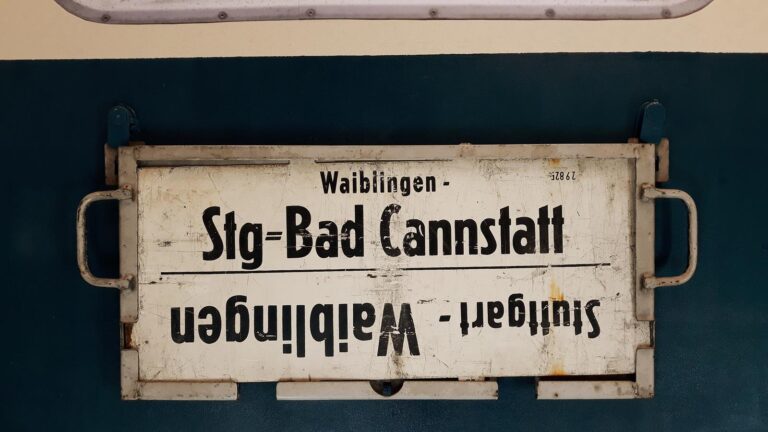 Waiblingen -
Stg-Bad Cannstatt
Stuttgart - Waiblingen